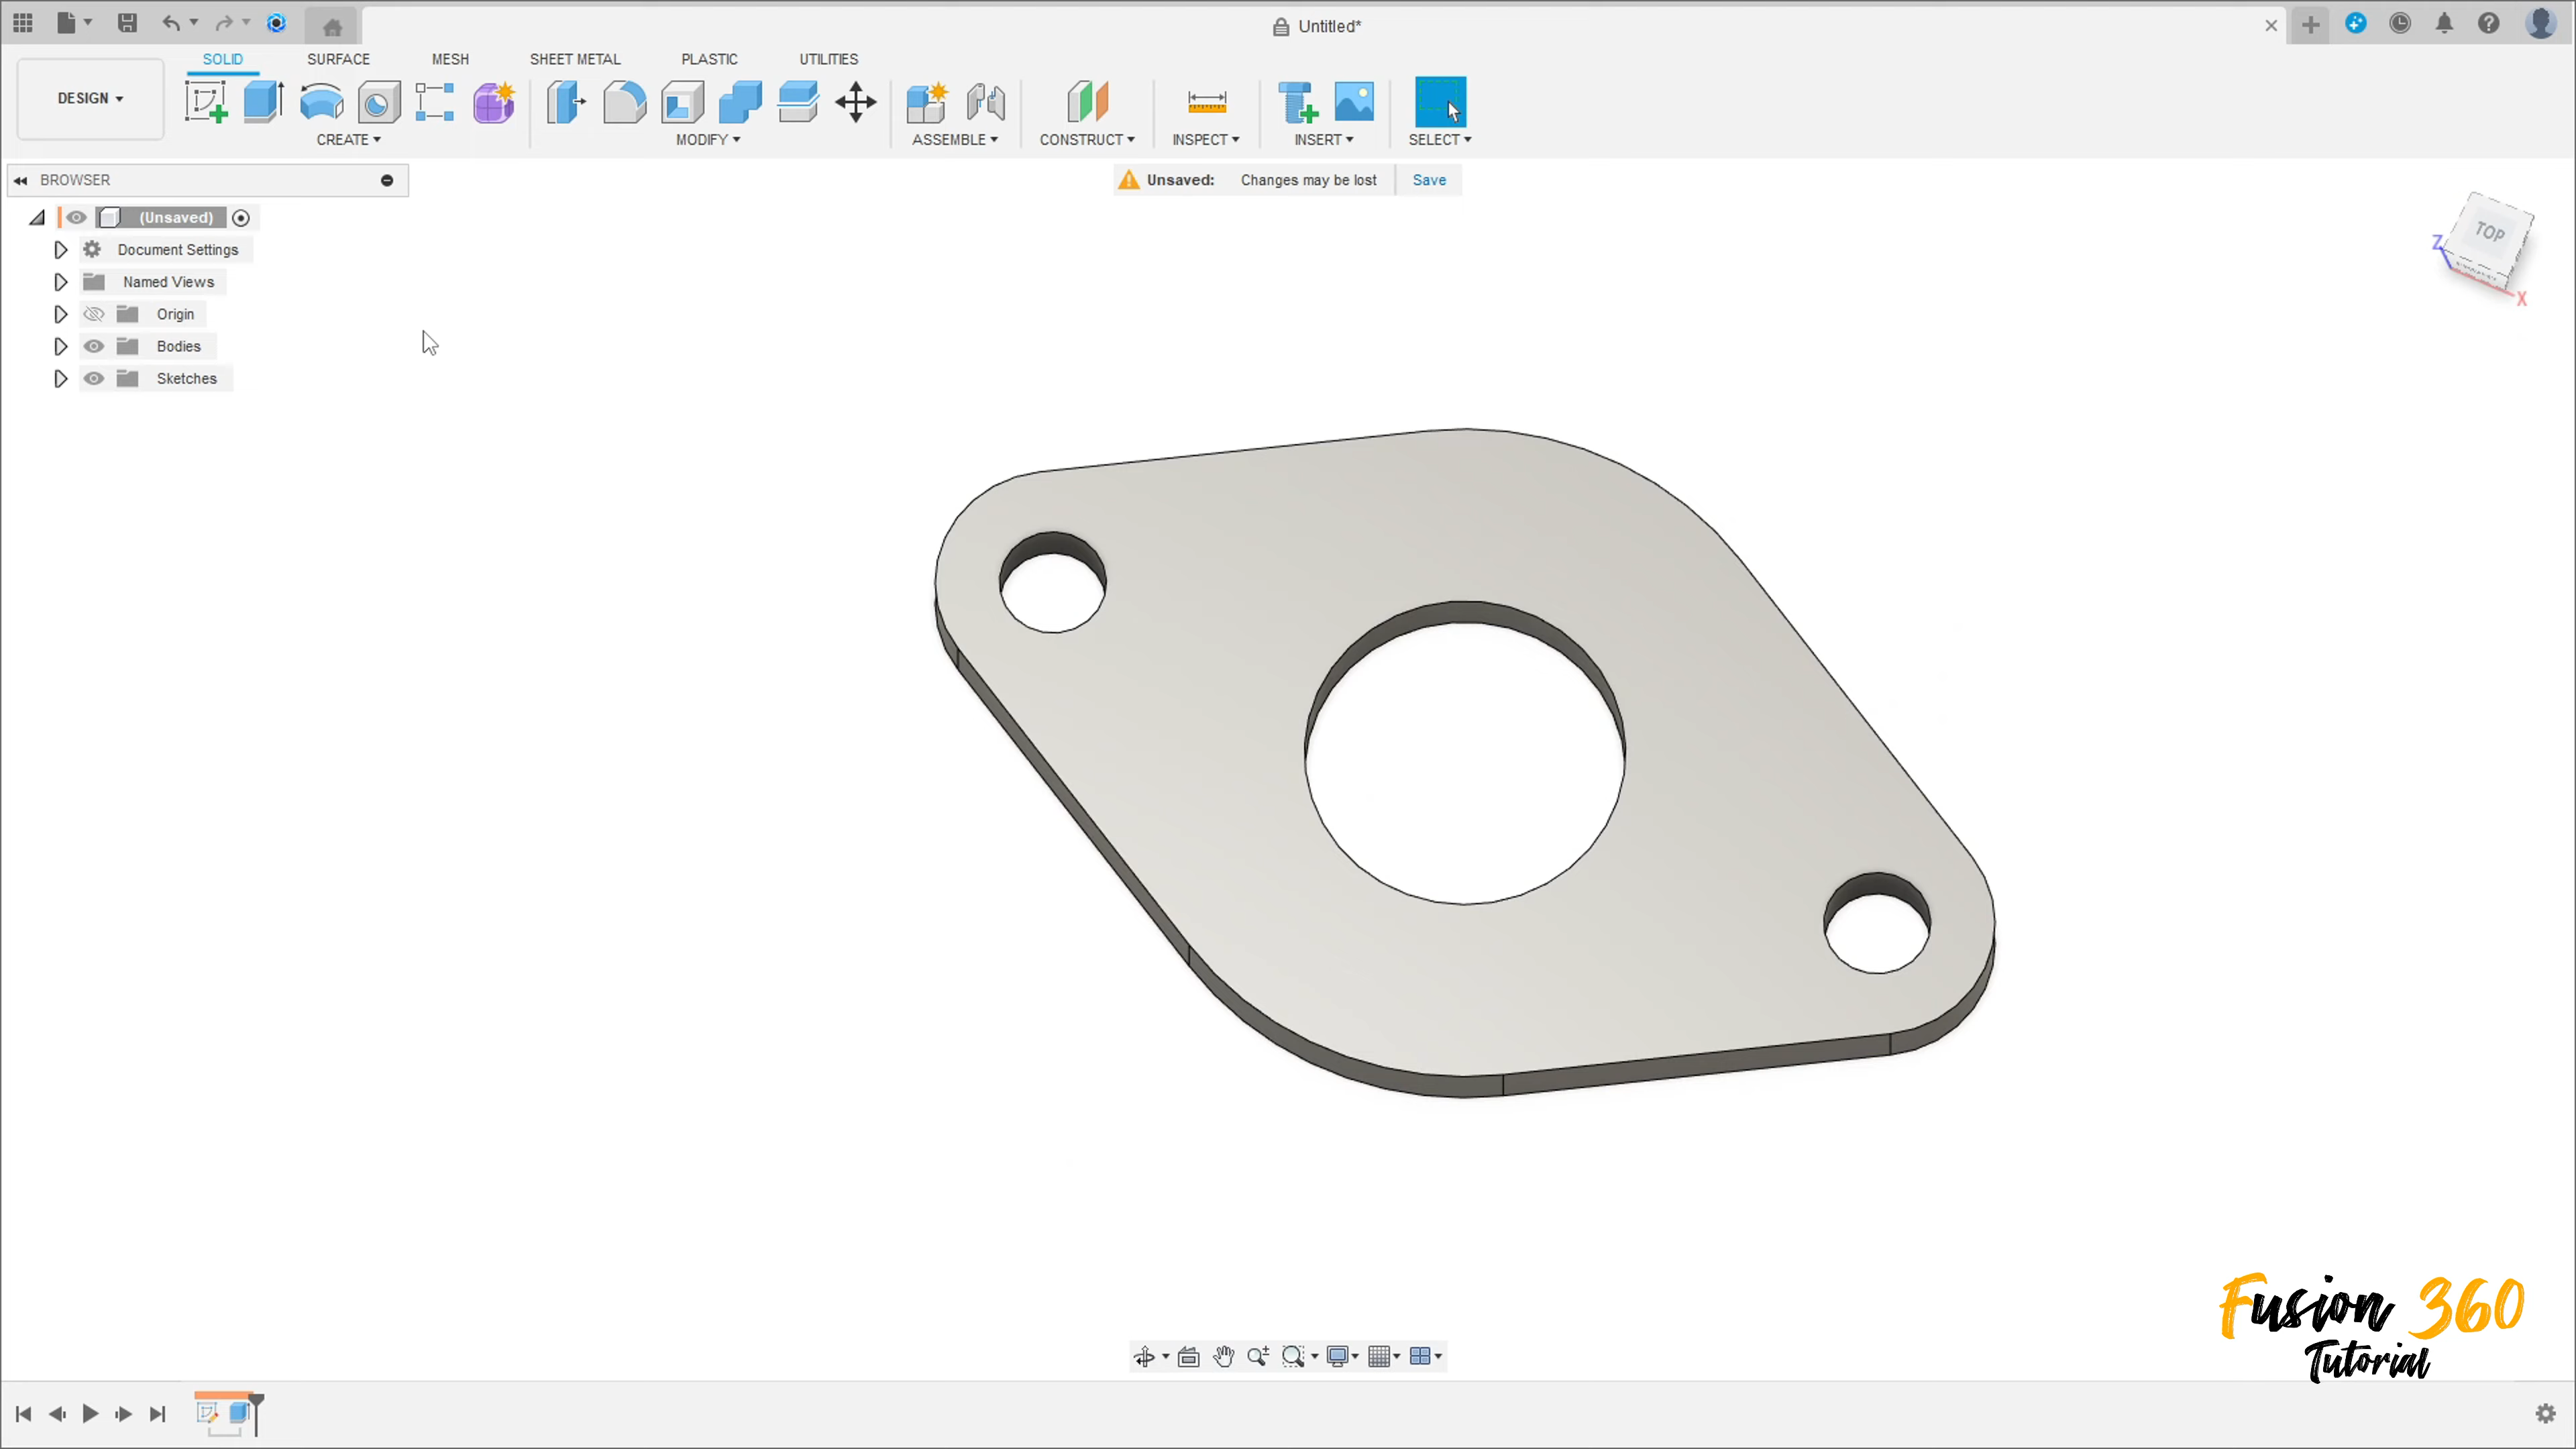 Untitled*
DESIGN
SOLID
SURFACE
MESH
SHEET METAL
PLASTIC
UTILITIES
CREATE
MODIFY
ASSEMBLE
CONSTRUCT
INSPECT
INSERT
SELECT
BROWSER
Unsaved: Changes may be lost Save
(Unsaved)
Document Settings
Named Views
Origin
Bodies
Sketches
TOP
Z
X
Fusion 360
Tutorial